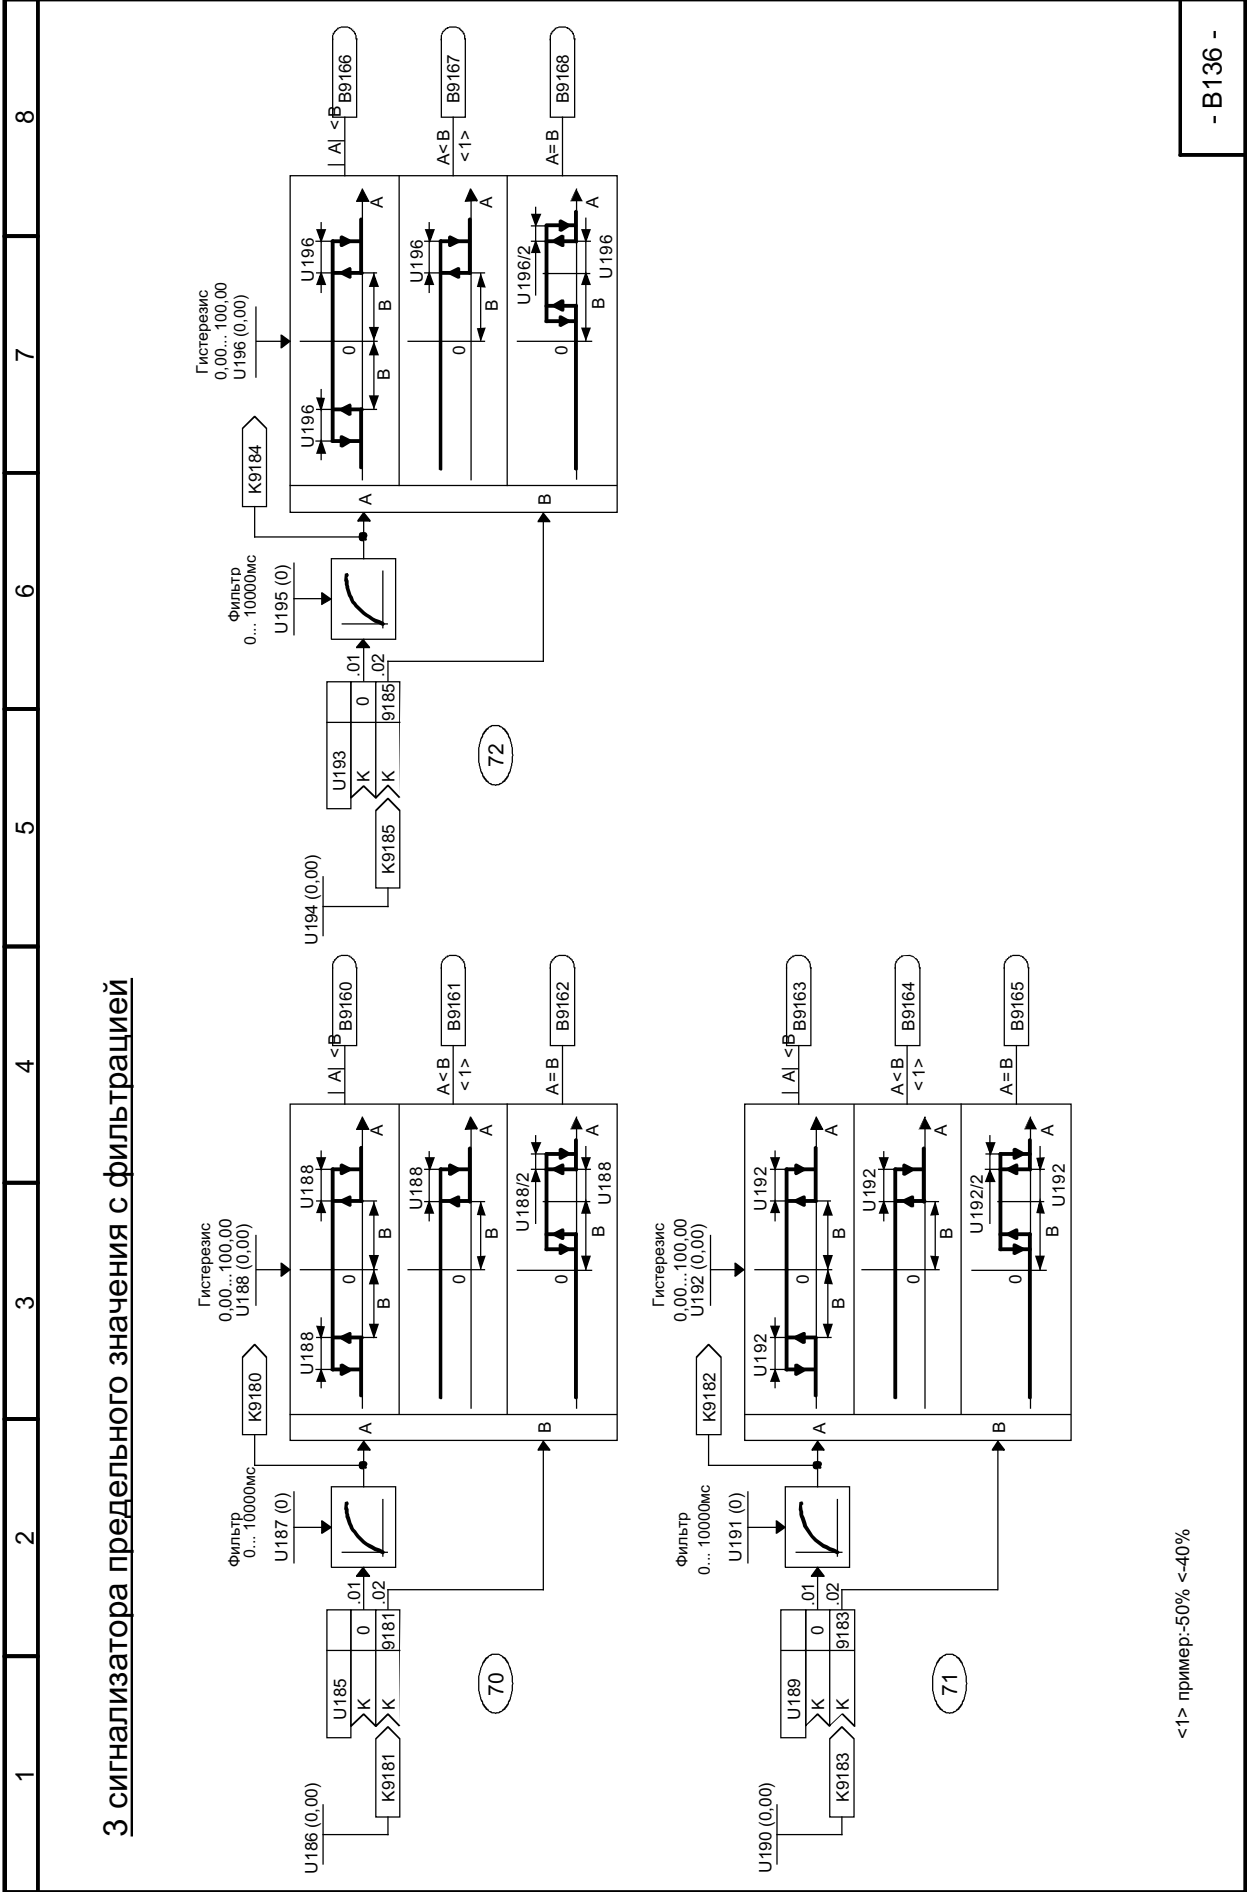 1
2
3
4
5
6
7
8
3 сигнализатора предельного значения с фильтрацией
U186 (0,00)
K9181
U185
K
0
.01
K
9181
.02
70
Фильтр
0... 10000мс
U187 (0)
K9180
Гистерезис
0,00... 100,00
U188 (0,00)
A
B
U188
U188
0
B
B
A
| A| <B
B9160
U188
0
B
A
A<B
<1>
B9161
U188/2
0
B
U188
A
A=B
B9162
U190 (0,00)
K9183
U189
K
0
.01
K
9183
.02
71
Фильтр
0... 10000мс
U191 (0)
K9182
Гистерезис
0,00... 100,00
U192 (0,00)
A
B
U192
U192
0
B
B
A
| A| <B
B9163
U192
0
B
A
A<B
<1>
B9164
U192/2
0
B
U192
A
A=B
B9165
U194 (0,00)
K9185
U193
K
0
.01
K
9185
.02
72
Фильтр
0... 10000мс
U195 (0)
K9184
Гистерезис
0,00... 100,00
U196 (0,00)
A
B
U196
U196
0
B
B
A
| A| <B
B9166
U196
0
B
A
A<B
<1>
B9167
U196/2
0
B
U196
A
A=B
B9168
<1> пример:-50% <-40%
- B136 -